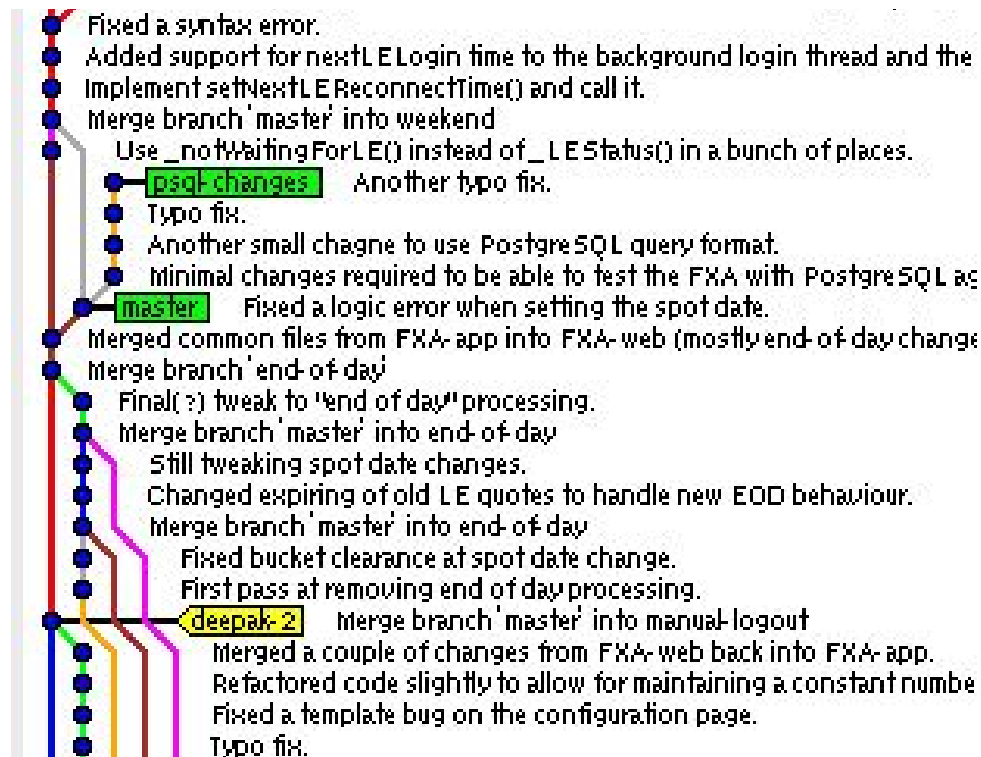 Fixed a syntax error.
Added support for nextLELogin time to the background login thread and the
Implement setNextLEReconnectTime() and call it.
Merge branch 'master' into weekend
Use _notWaitingForLE() instead of _LEStatus() in a bunch of places.
psql-changes Another typo fix.
Typo fix.
Another small chagne to use PostgreSQL query format.
Minimal changes required to be able to test the FXA with PostgreSQL ag
master Fixed a logic error when setting the spot date.
Merged common files from FXA-app into FXA-web (mostly end-of-day change
Merge branch 'end-of-day'
Final(?) tweak to "end of day" processing.
Merge branch 'master' into end-of-day
Still tweaking spot date changes.
Changed expiring of old LE quotes to handle new EOD behaviour.
Merge branch 'master' into end-of-day
Fixed bucket clearance at spot date change.
First pass at removing end of day processing.
deepak-2 Merge branch 'master' into manual-logout
Merged a couple of changes from FXA-web back into FXA-app.
Refactored code slightly to allow for maintaining a constant numbe
Fixed a template bug on the configuration page.
Typo fix.